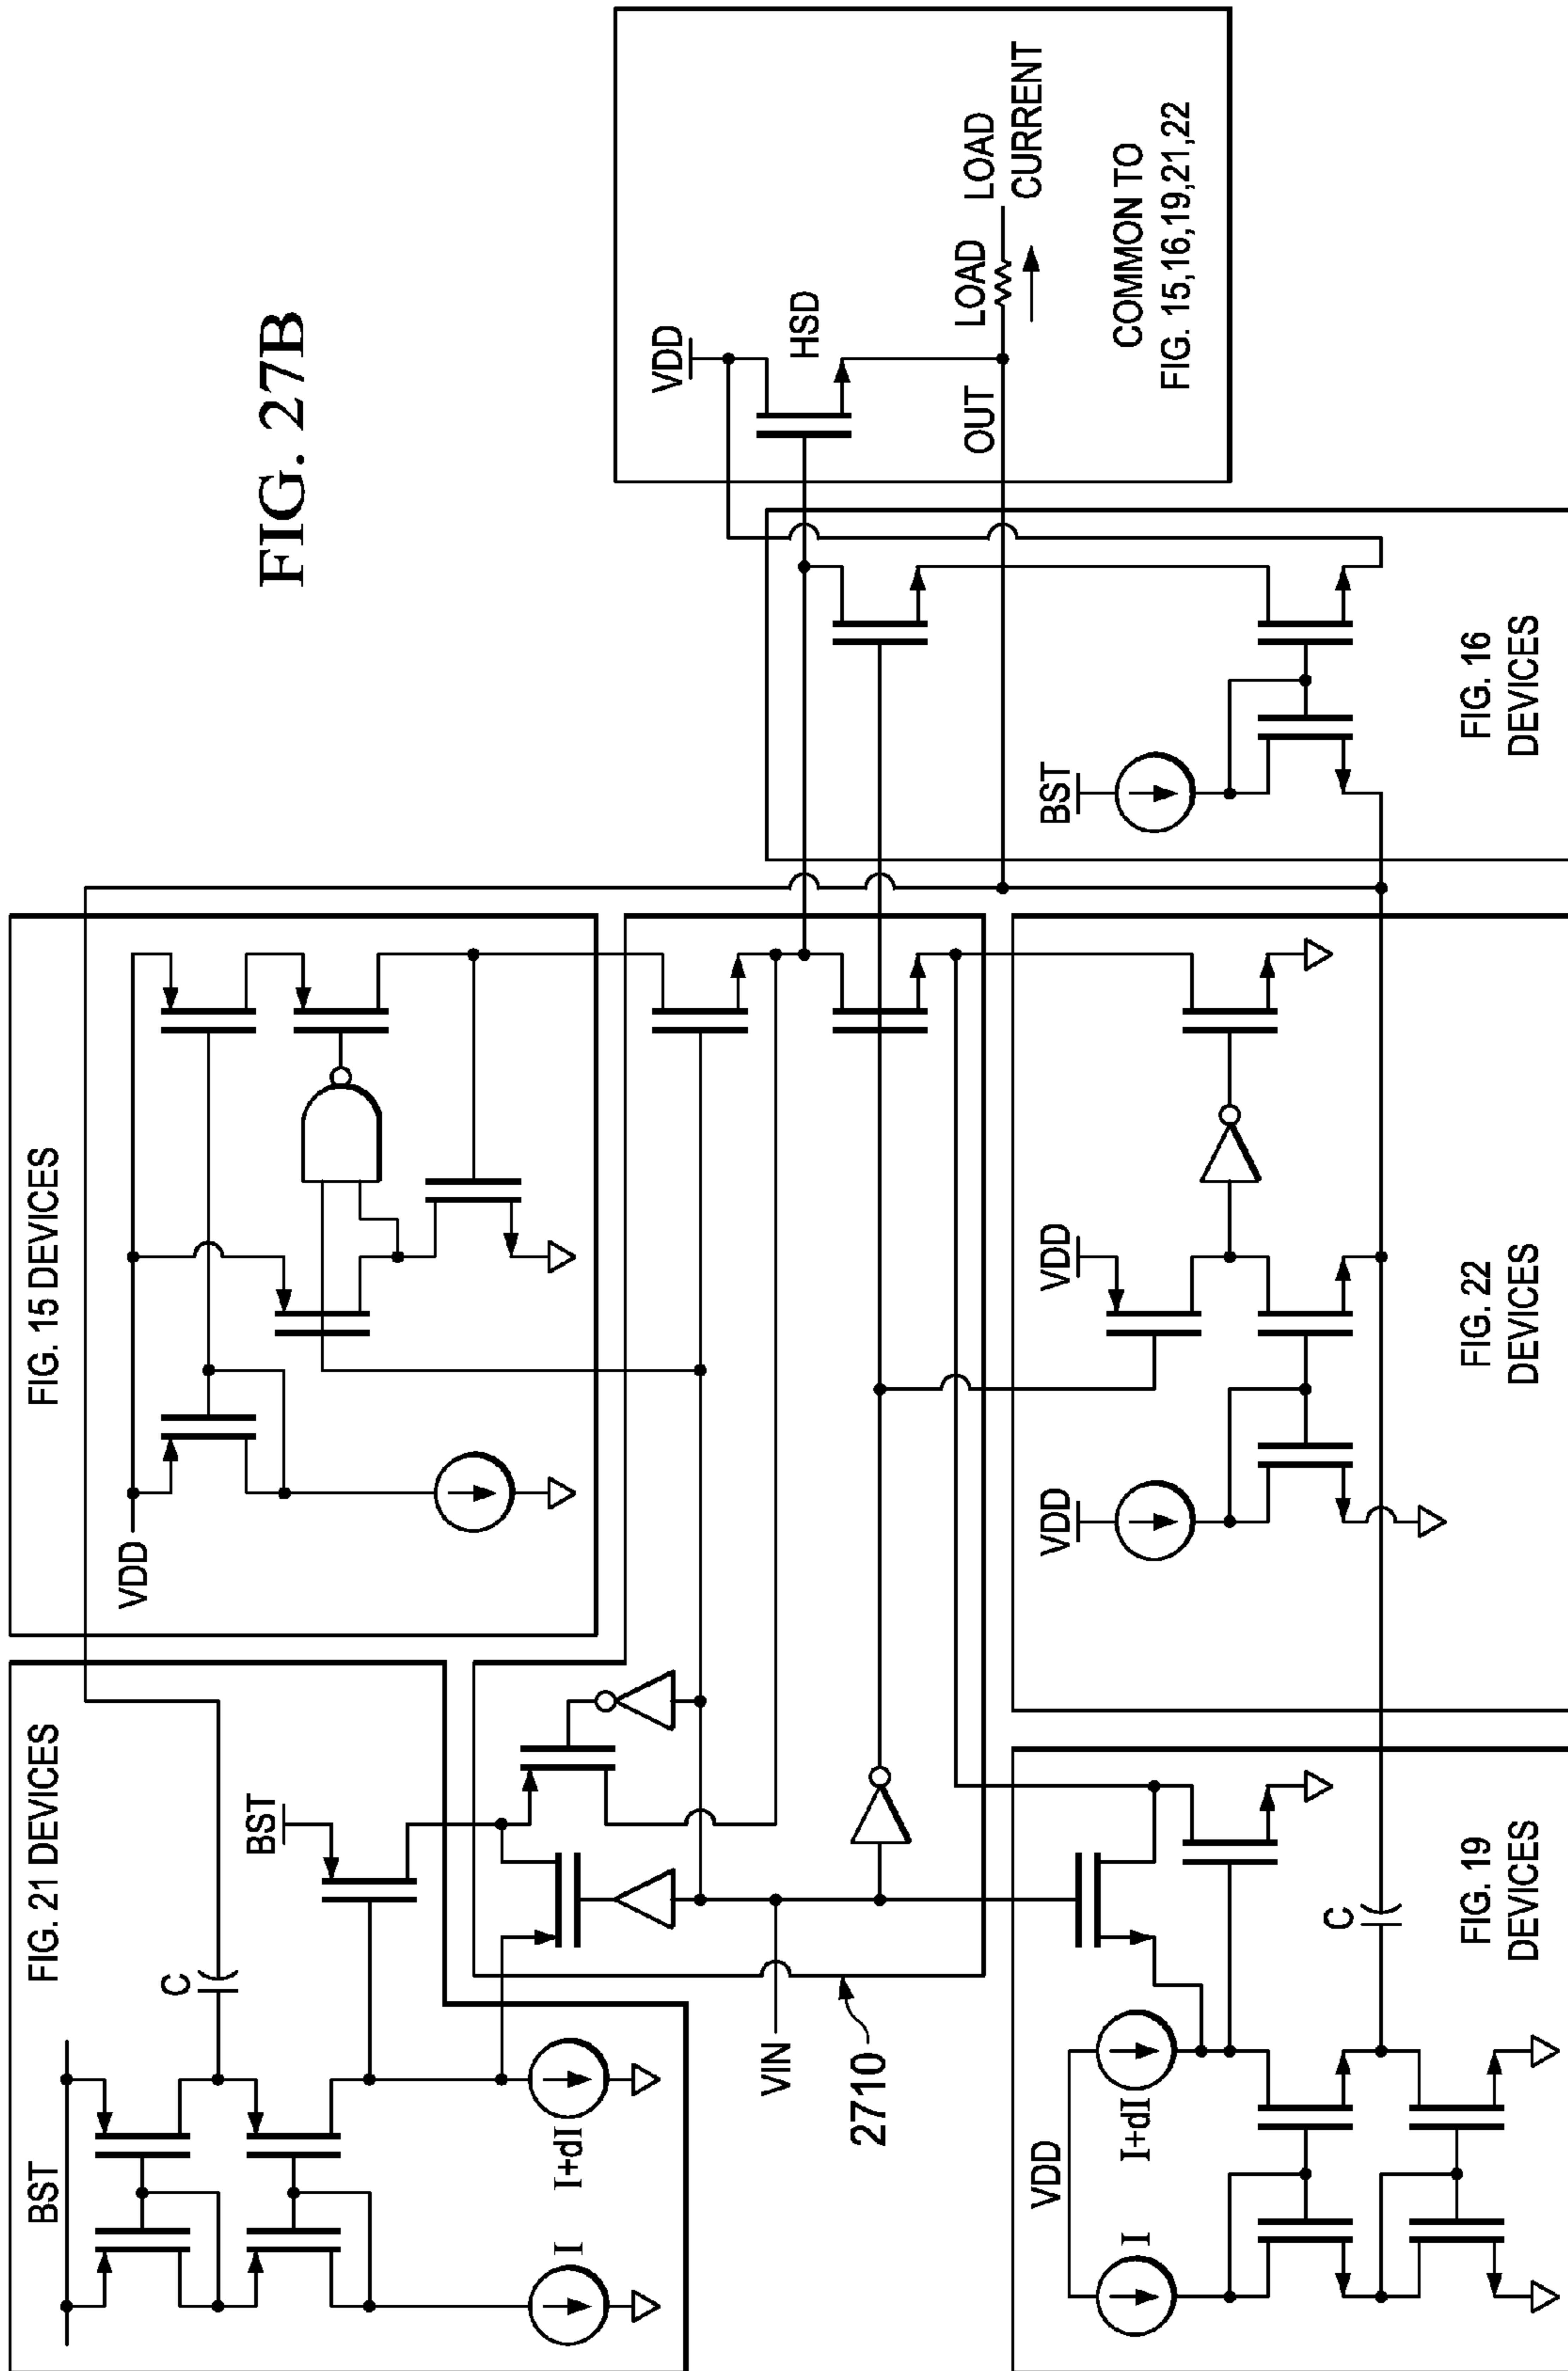 FIG. 27B
FIG. 21 DEVICES
BST
C
BST
I
I+dI
FIG. 15 DEVICES
VDD
VIN
2710
VDD
I
I+dI
C
FIG. 19
DEVICES
VDD
VDD
FIG. 22
DEVICES
BST
FIG. 16
DEVICES
VDD
HSD
OUT
LOAD
LOAD
CURRENT
COMMON TO
FIG. 15,16,19,21,22